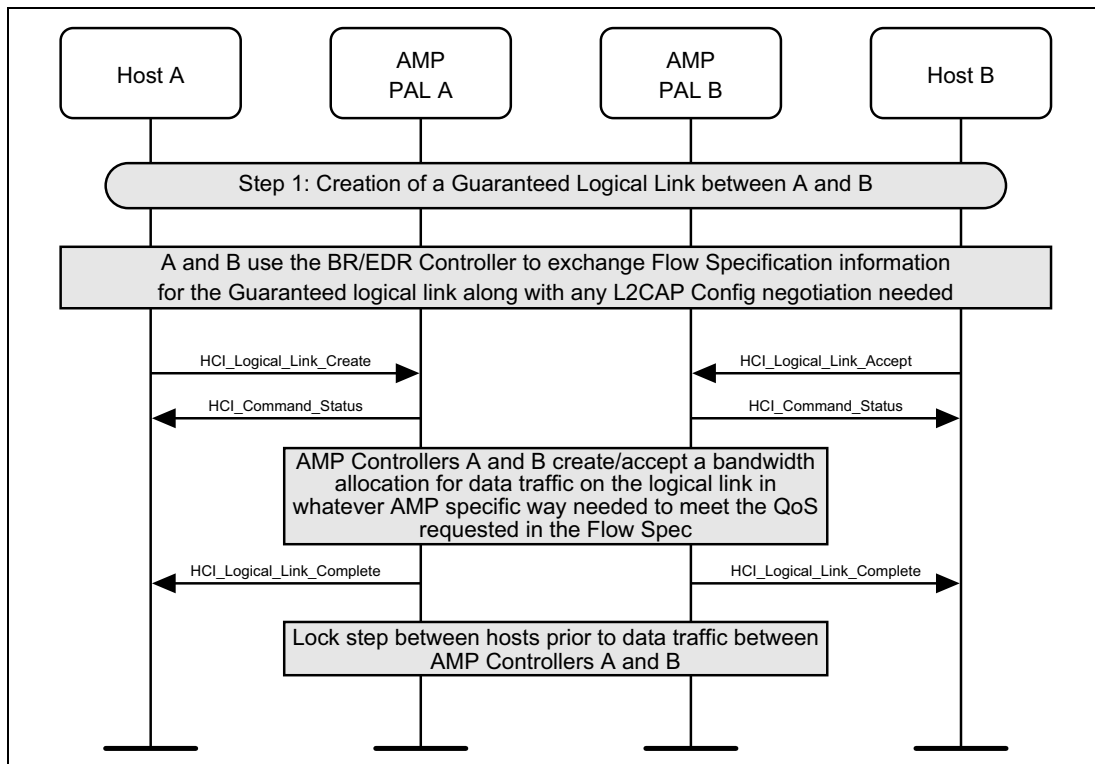 Host A
AMP
PAL A
AMP
PAL B
Host B
Step 1: Creation of a Guaranteed Logical Link between A and B
A and B use the BR/EDR Controller to exchange Flow Specification information
for the Guaranteed logical link along with any L2CAP Config negotiation needed
HCI_Logical_Link_Create
HCI_Logical_Link_Accept
HCI_Command_Status
HCI_Command_Status
AMP Controllers A and B create/accept a bandwidth
allocation for data traffic on the logical link in
whatever AMP specific way needed to meet the QoS
requested in the Flow Spec
HCI_Logical_Link_Complete
HCI_Logical_Link_Complete
Lock step between hosts prior to data traffic between
AMP Controllers A and B